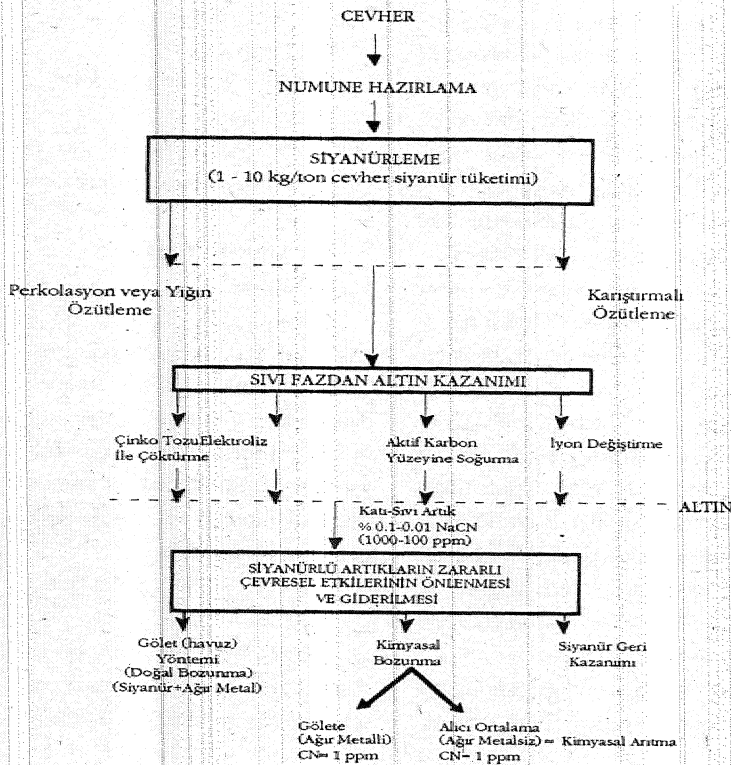 CEVHER
NUMUNE HAZIRLAMA
SİYANÜRLEME
(1 - 10 kg/ton cevher siyanür tüketimi)
Perkolasyon veya Yığın
Özütleme
Karıştırmalı
Özütleme
SIVI FAZDAN ALTIN KAZANIMI
Çinko Tozu
İle Çöktürme
Elektroliz
Aktif Karbon
Yüzeyine Soğurma
Iyon Değiştirme
ALTIN
Katı-Sıvı Artık
% 0.1-0.01 NaCN
(1000-100 ppm)
SİYANÜRLÜ ARTIKLARIN ZARARLI
ÇEVRESEL ETKİLERİNİN ÖNLENMESİ
VE GİDERİLMESİ
Gölet (havuz)
Yöntemi
(Doğal Bozunma)
(Siyanür+Ağır Metal)
Kimyasal
Bozunma
Siyanür Geri
Kazanımı
Gölete
(Ağır Metalli)
CN= 1 ppm
Alıcı Ortalama
(Ağır Metalsiz) = Kimyasal Arıtma
CN= 1 ppm